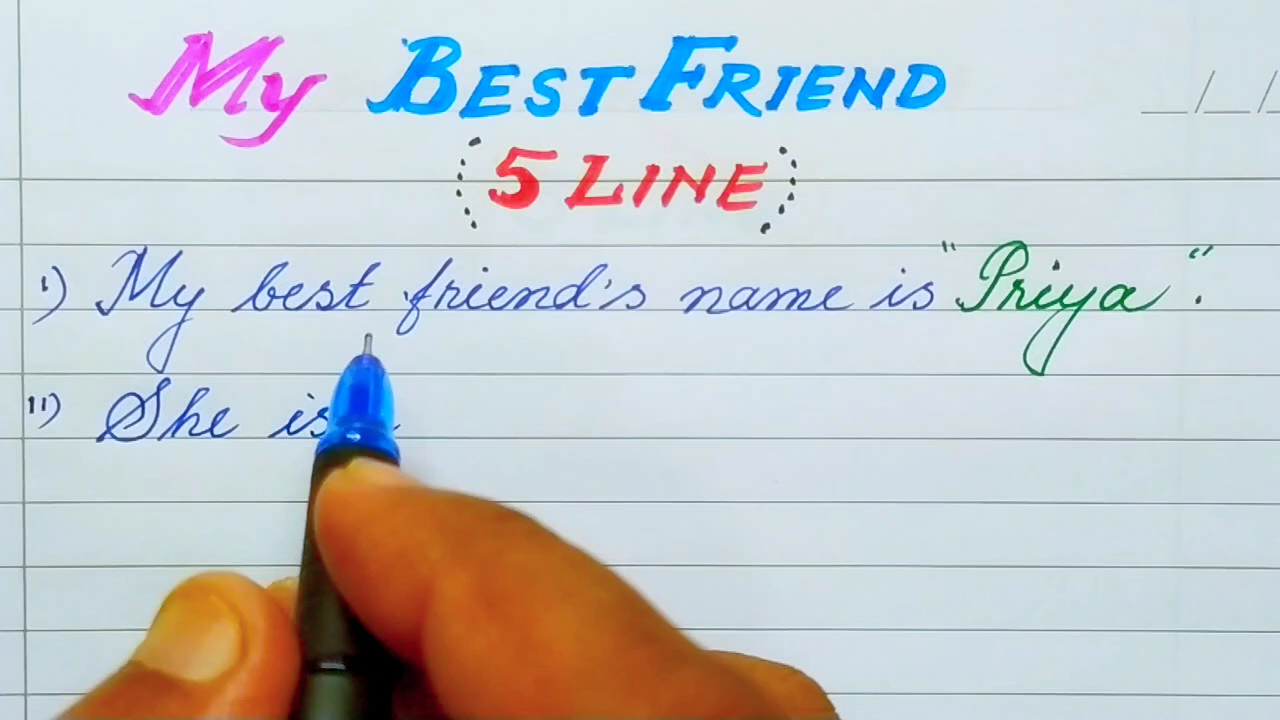 My BEST FRIEND
(5 LINE)
i) My best friend's name is "Priya".
ii) She is